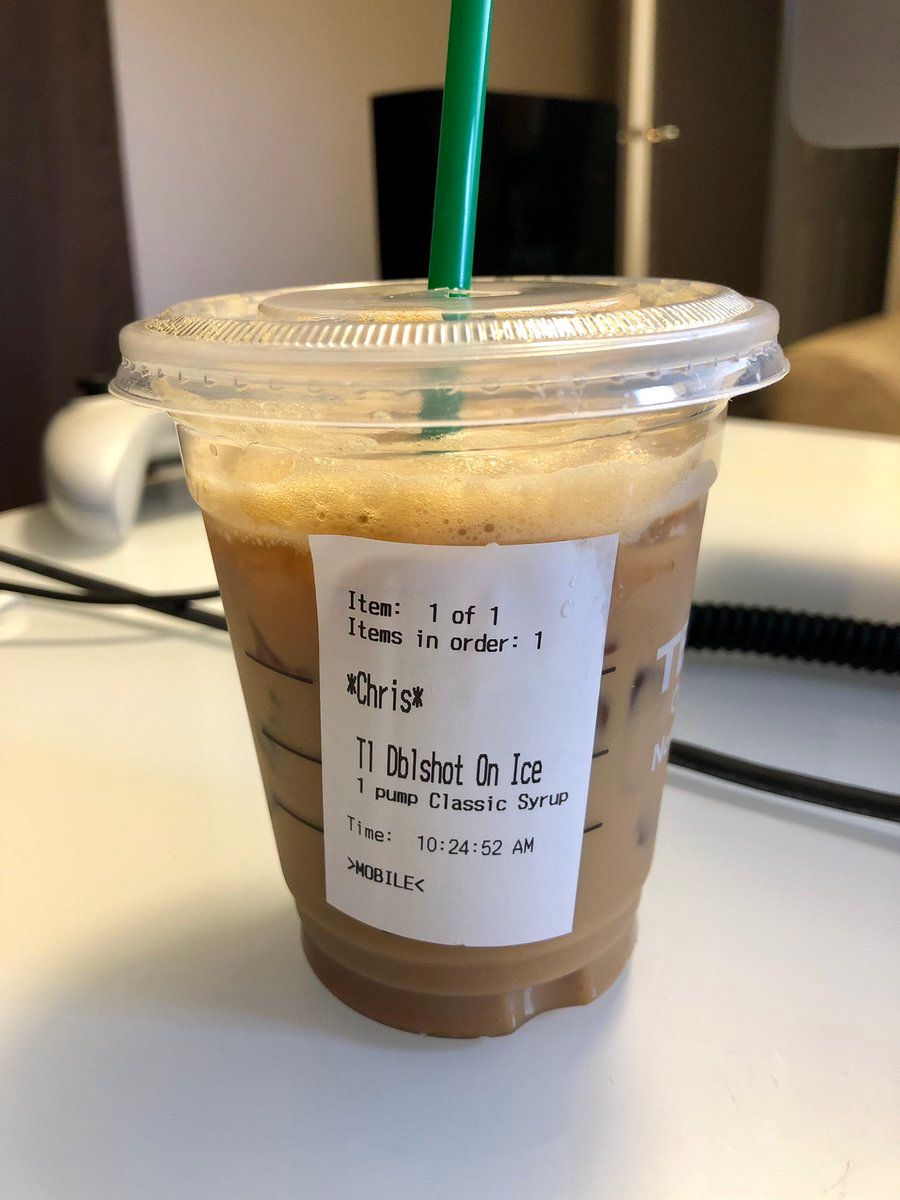 Item: 1 of 1
Items in order: 1
*Chris*
Tl Dblshot On Ice
1 pump Classic Syrup
Time: 10:24:52 AM
>MOBILE<